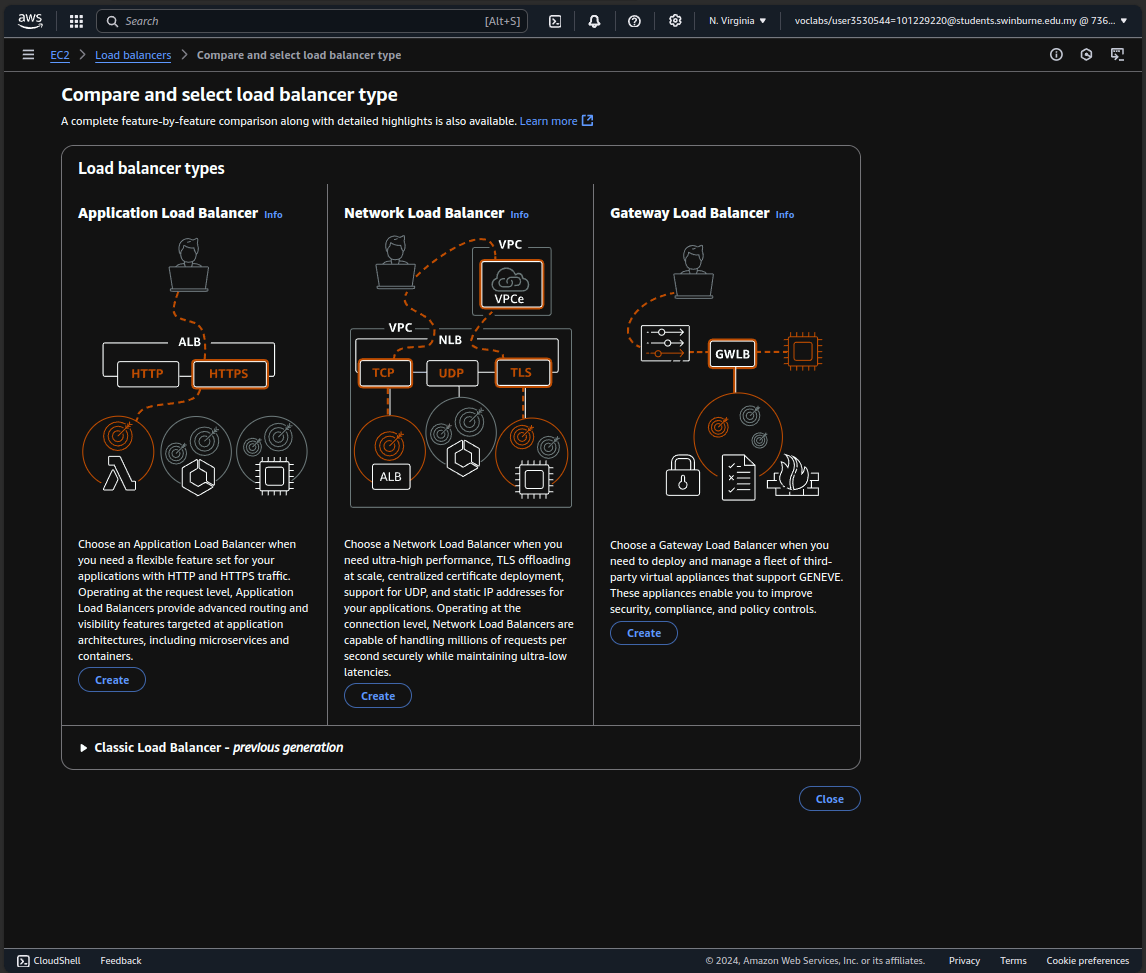 aws
Search [Alt+S]
N. Virginia
voclabs/user3530544=101229220@students.swinburne.edu.my @ 736...
EC2 > Load balancers > Compare and select load balancer type
Compare and select load balancer type
A complete feature-by-feature comparison along with detailed highlights is also available. Learn more
Load balancer types
Application Load Balancer Info
ALB
HTTP
HTTPS
Choose an Application Load Balancer when
you need a flexible feature set for your
applications with HTTP and HTTPS traffic.
Operating at the request level, Application
Load Balancers provide advanced routing and
visibility features targeted at application
architectures, including microservices and
containers.
Create
Network Load Balancer Info
VPC
VPCe
VPC
NLB
TCP
UDP
TLS
ALB
Choose a Network Load Balancer when you
need ultra-high performance, TLS offloading
at scale, centralized certificate deployment,
support for UDP, and static IP addresses for
your applications. Operating at the
connection level, Network Load Balancers are
capable of handling millions of requests per
second securely while maintaining ultra-low
latencies.
Create
Gateway Load Balancer Info
GWLB
Choose a Gateway Load Balancer when you
need to deploy and manage a fleet of third-
party virtual appliances that support GENEVE.
These appliances enable you to improve
security, compliance, and policy controls.
Create
Classic Load Balancer - previous generation
Close
CloudShell
Feedback
© 2024, Amazon Web Services, Inc. or its affiliates.
Privacy
Terms
Cookie preferences